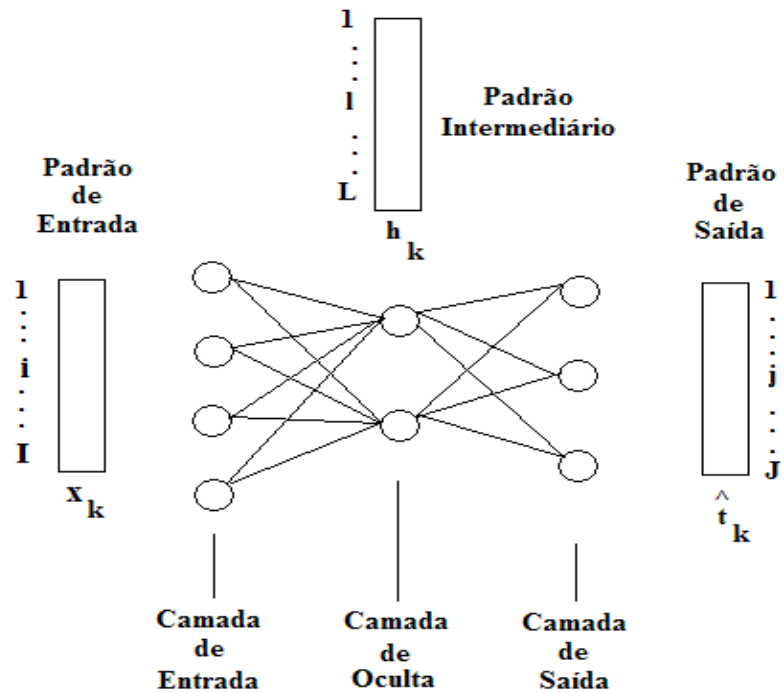 1
.
.
.
.
l
.
.
.
.
L
h
k
Padrão
Intermediário
Padrão
de
Entrada
1
.
.
.
i
.
.
.
I
x
k
Padrão
de
Saída
1
.
.
.
.
j
.
.
.
.
J
^
t
k
Camada
de
Entrada
Camada
de
Oculta
Camada
de
Saída